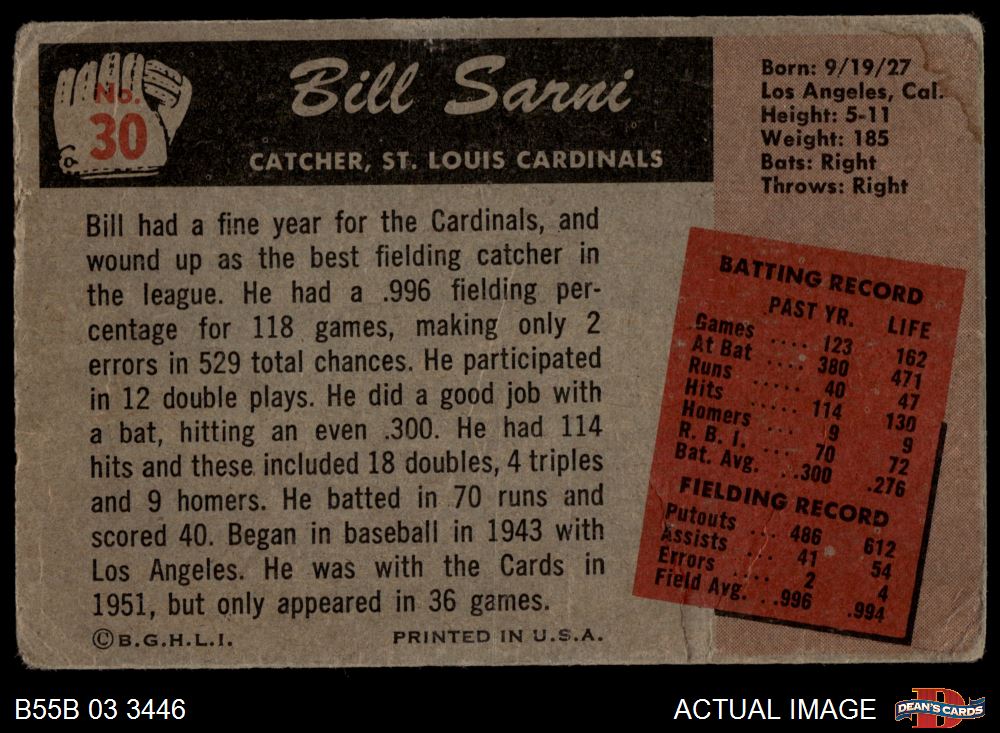 No.
30
Bill Sarni
CATCHER, ST. LOUIS CARDINALS
Born: 9/19/27
Los Angeles, Cal.
Height: 5-11
Weight: 185
Bats: Right
Throws: Right
Bill had a fine year for the Cardinals, and
wound up as the best fielding catcher in
the league. He had a .996 fielding per-
centage for 118 games, making only 2
errors in 529 total chances. He participated
in 12 double plays. He did a good job with
a bat, hitting an even .300. He had 114
hits and these included 18 doubles, 4 triples
and 9 homers. He batted in 70 runs and
scored 40. Began in baseball in 1943 with
Los Angeles. He was with the Cards in
1951, but only appeared in 36 games.
©B.G.H.L.I. PRINTED IN U.S.A.
BATTING RECORD
PAST YR. LIFE
Games .... 123 162
At Bat .... 380 471
Runs ..... 40 47
Hits ..... 114 130
Homers ... 9 9
R. B. I. .. 70 72
Bat. Avg. ..300 .276
FIELDING RECORD
Putouts ... 486 612
Assists ... 41 54
Errors .... 2 4
Field Avg. ..996 .994
B55B 03 3446 ACTUAL IMAGE DEAN'S CARDS